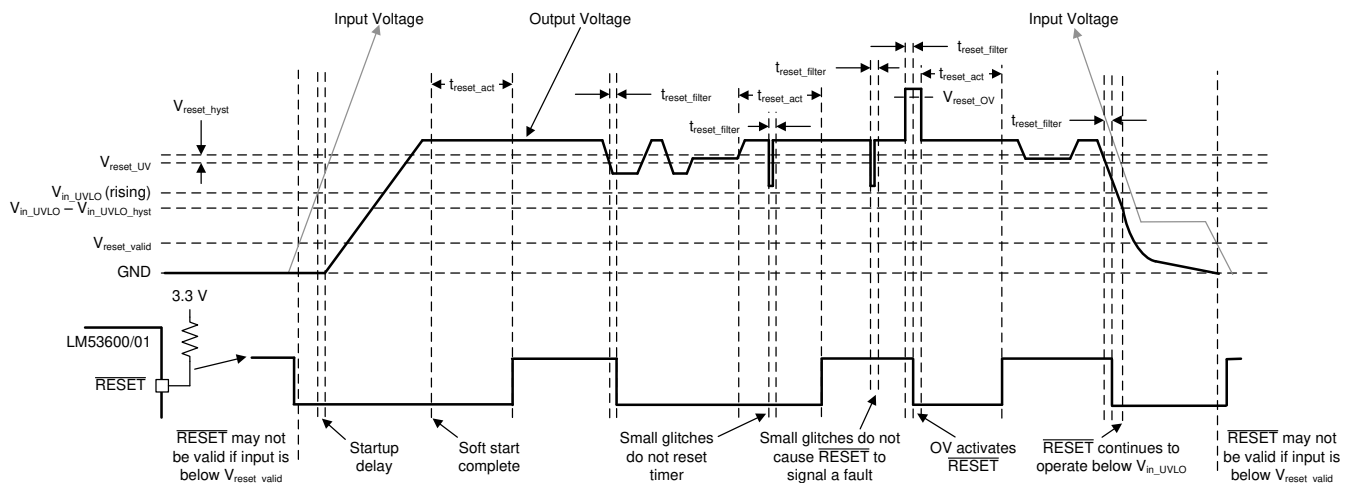 Input Voltage
Output Voltage
Input Voltage
t_reset_filter
t_reset_filter
t_reset_act
t_reset_act
V_reset_hyst
t_reset_filter
t_reset_act
V_reset_OV
t_reset_filter
t_reset_filter
V_reset_UV
V_in_UVLO (rising)
V_in_UVLO – V_in_UVLO_hyst
V_reset_valid
GND
3.3 V
LM53600/01
RESET
RESET may not
be valid if input is
below V_reset_valid
Startup
delay
Soft start
complete
Small glitches
do not reset
timer
Small glitches do not
cause RESET to
signal a fault
OV activates
RESET
RESET continues to
operate below V_in_UVLO
RESET may not
be valid if input is
below V_reset_valid